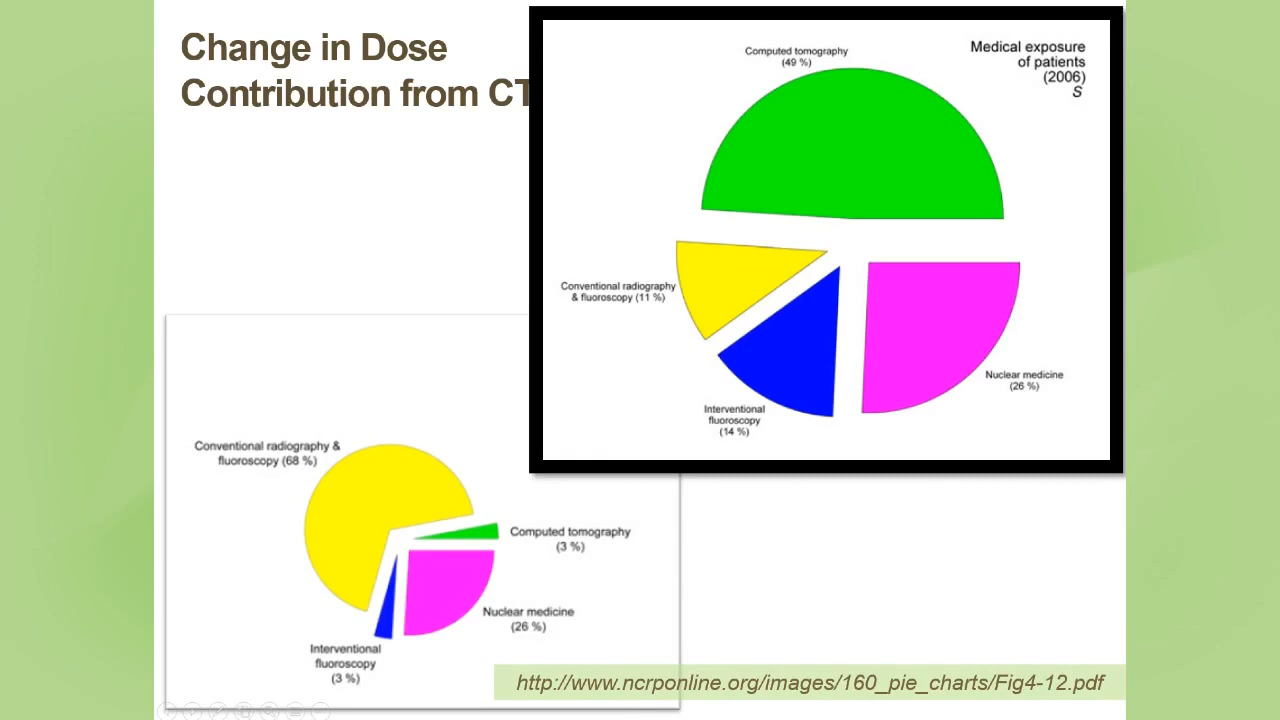 Change in Dose
Contribution from CT
Medical exposure
of patients
(2006)
S
Computed tomography
(49 %)
Conventional radiography
& fluoroscopy (11 %)
Interventional
fluoroscopy
(14 %)
Nuclear medicine
(26 %)
Conventional radiography &
fluoroscopy (68 %)
Computed tomography
(3 %)
Nuclear medicine
(26 %)
Interventional
fluoroscopy
(3 %)
http://www.ncrponline.org/images/160_pie_charts/Fig4-12.pdf